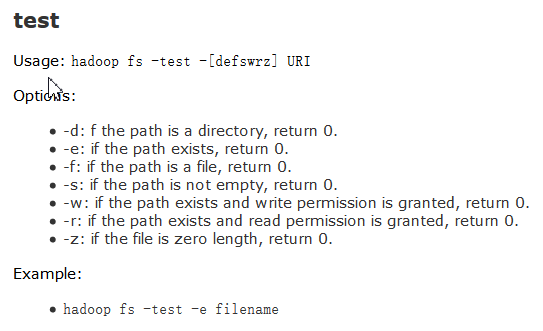 test
Usage: hadoop fs -test -[defswrz] URI
Options:
-d: f the path is a directory, return 0.
-e: if the path exists, return 0.
-f: if the path is a file, return 0.
-s: if the path is not empty, return 0.
-w: if the path exists and write permission is granted, return 0.
-r: if the path exists and read permission is granted, return 0.
-z: if the file is zero length, return 0.
Example:
hadoop fs -test -e filename